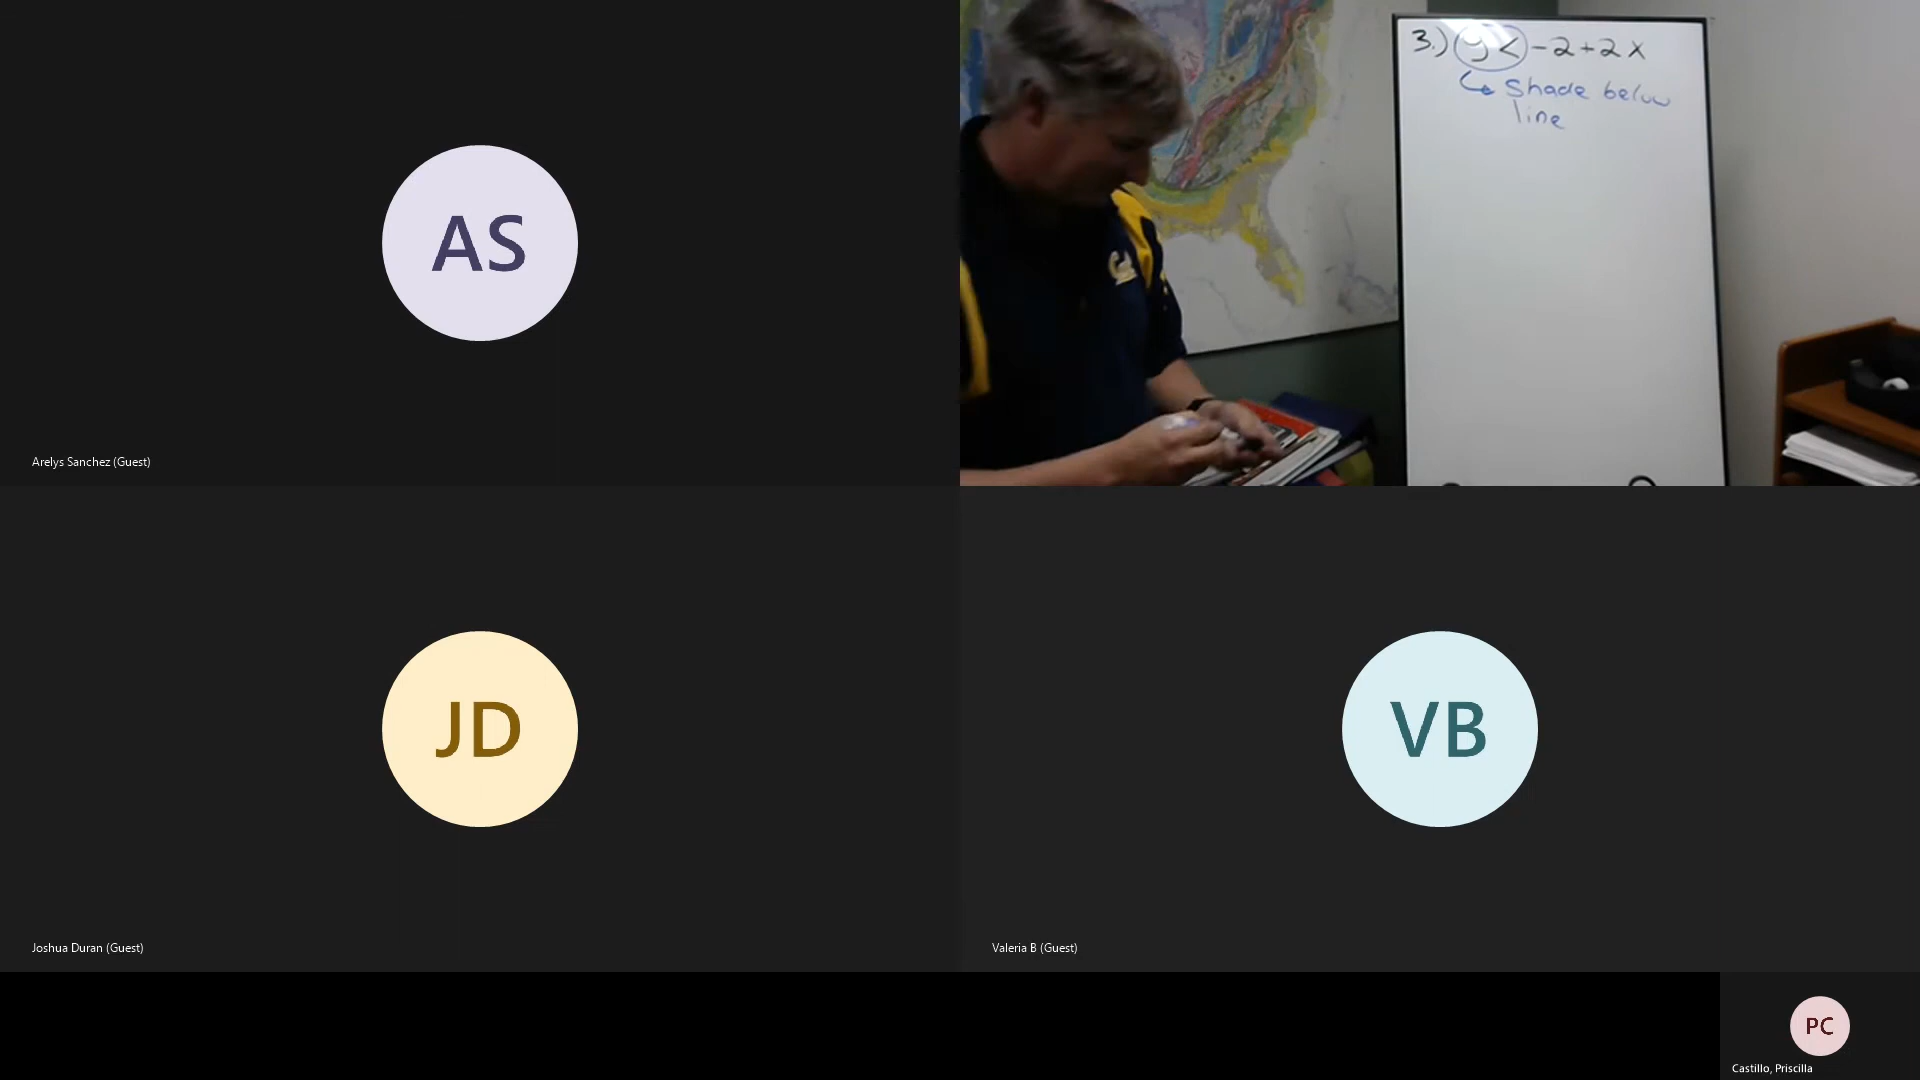 AS
Arelys Sanchez (Guest)
3.) y < -2+2x
↳ Shade below
line
JD
Joshua Duran (Guest)
VB
Valeria B (Guest)
PC
Castillo, Priscilla